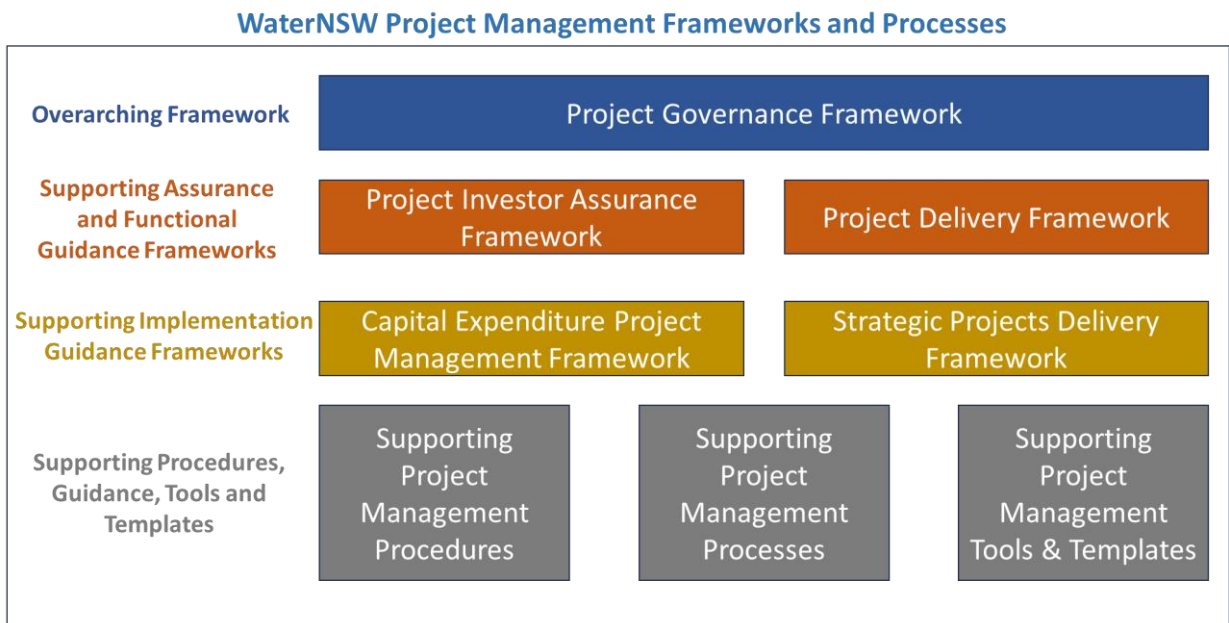 WaterNSW Project Management Frameworks and Processes
Overarching Framework
Project Governance Framework
Supporting Assurance
and Functional
Guidance Frameworks
Project Investor Assurance
Framework
Project Delivery Framework
Supporting Implementation
Guidance Frameworks
Capital Expenditure Project
Management Framework
Strategic Projects Delivery
Framework
Supporting Procedures,
Guidance, Tools and
Templates
Supporting
Project
Management
Procedures
Supporting
Project
Management
Processes
Supporting
Project
Management
Tools & Templates